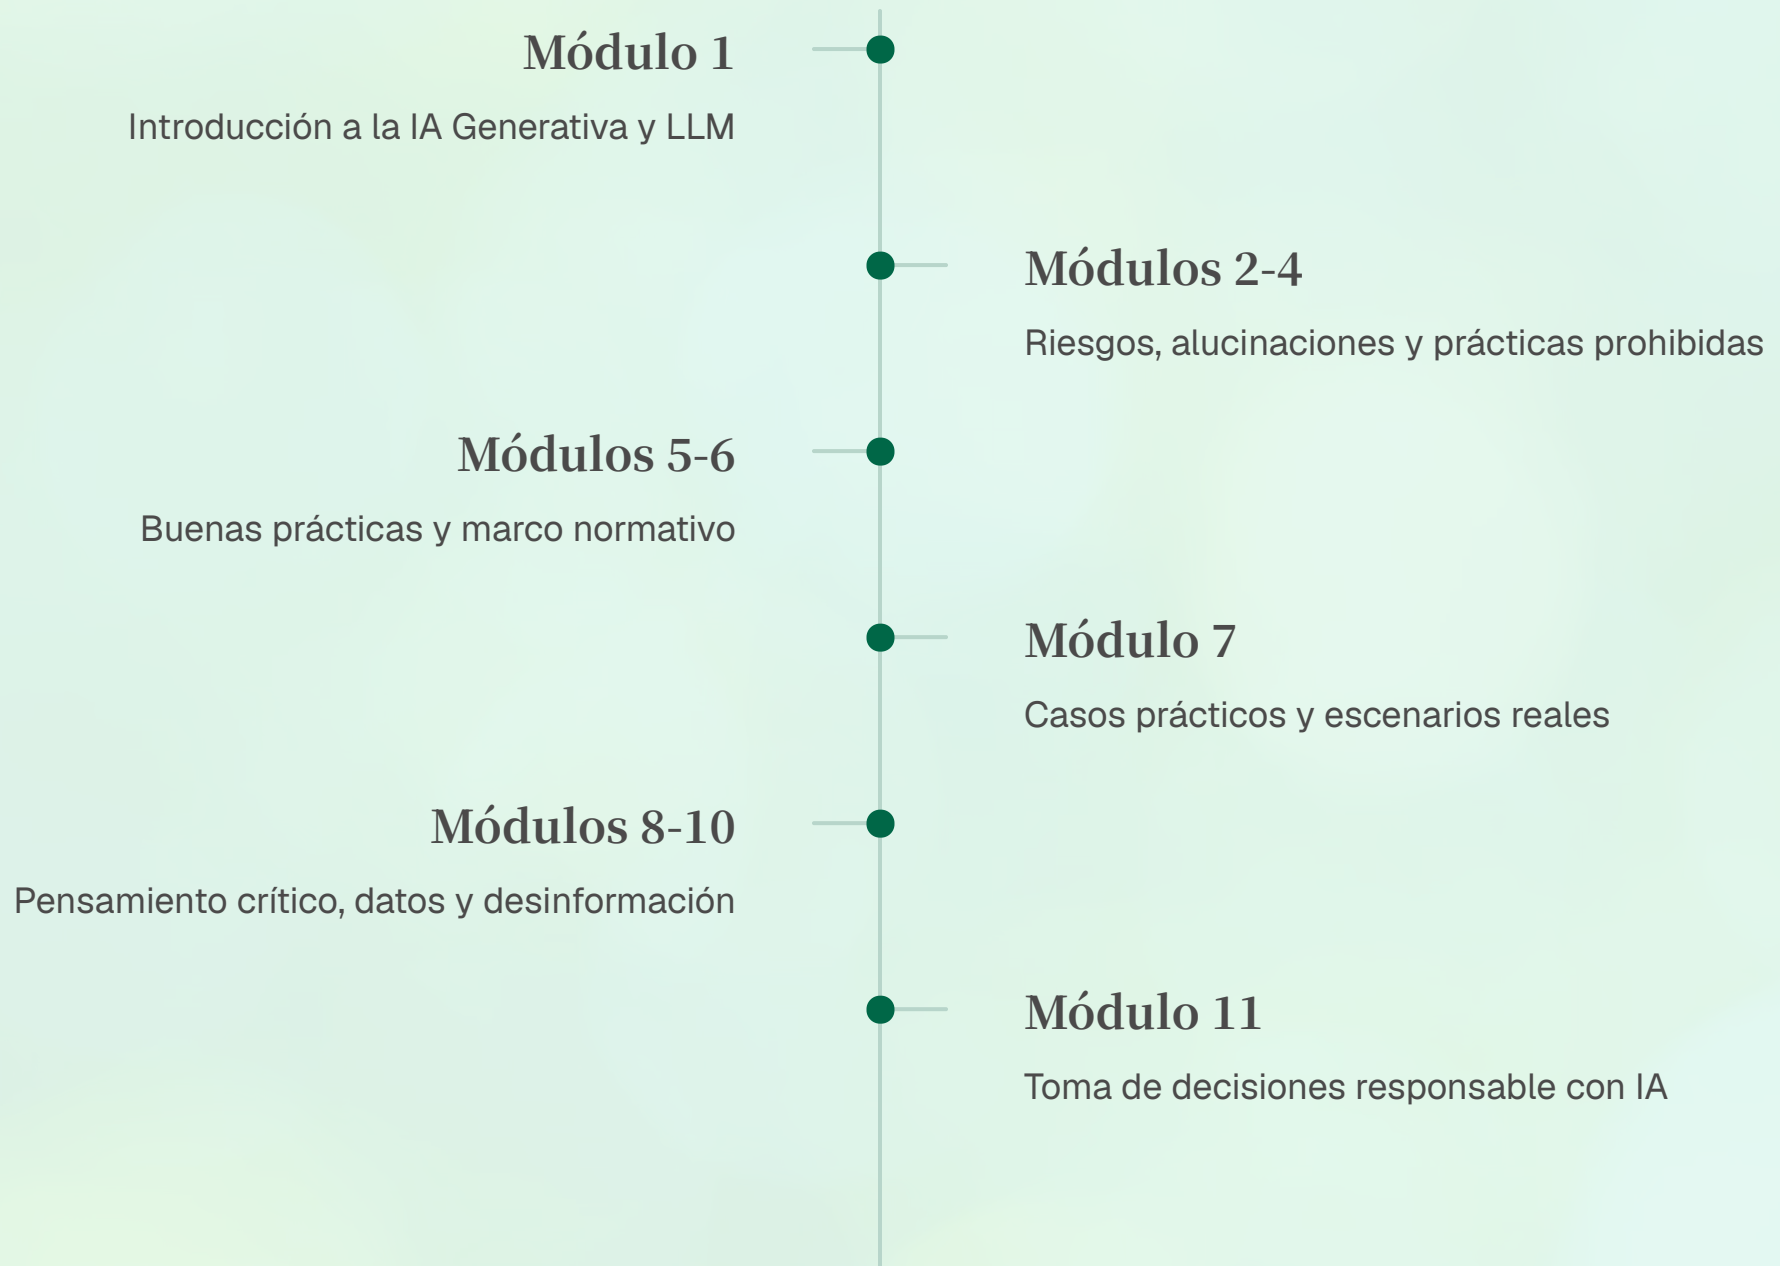 Módulo 1
Introducción a la IA Generativa y LLM
Módulos 2-4
Riesgos, alucinaciones y prácticas prohibidas
Módulos 5-6
Buenas prácticas y marco normativo
Módulo 7
Casos prácticos y escenarios reales
Módulos 8-10
Pensamiento crítico, datos y desinformación
Módulo 11
Toma de decisiones responsable con IA